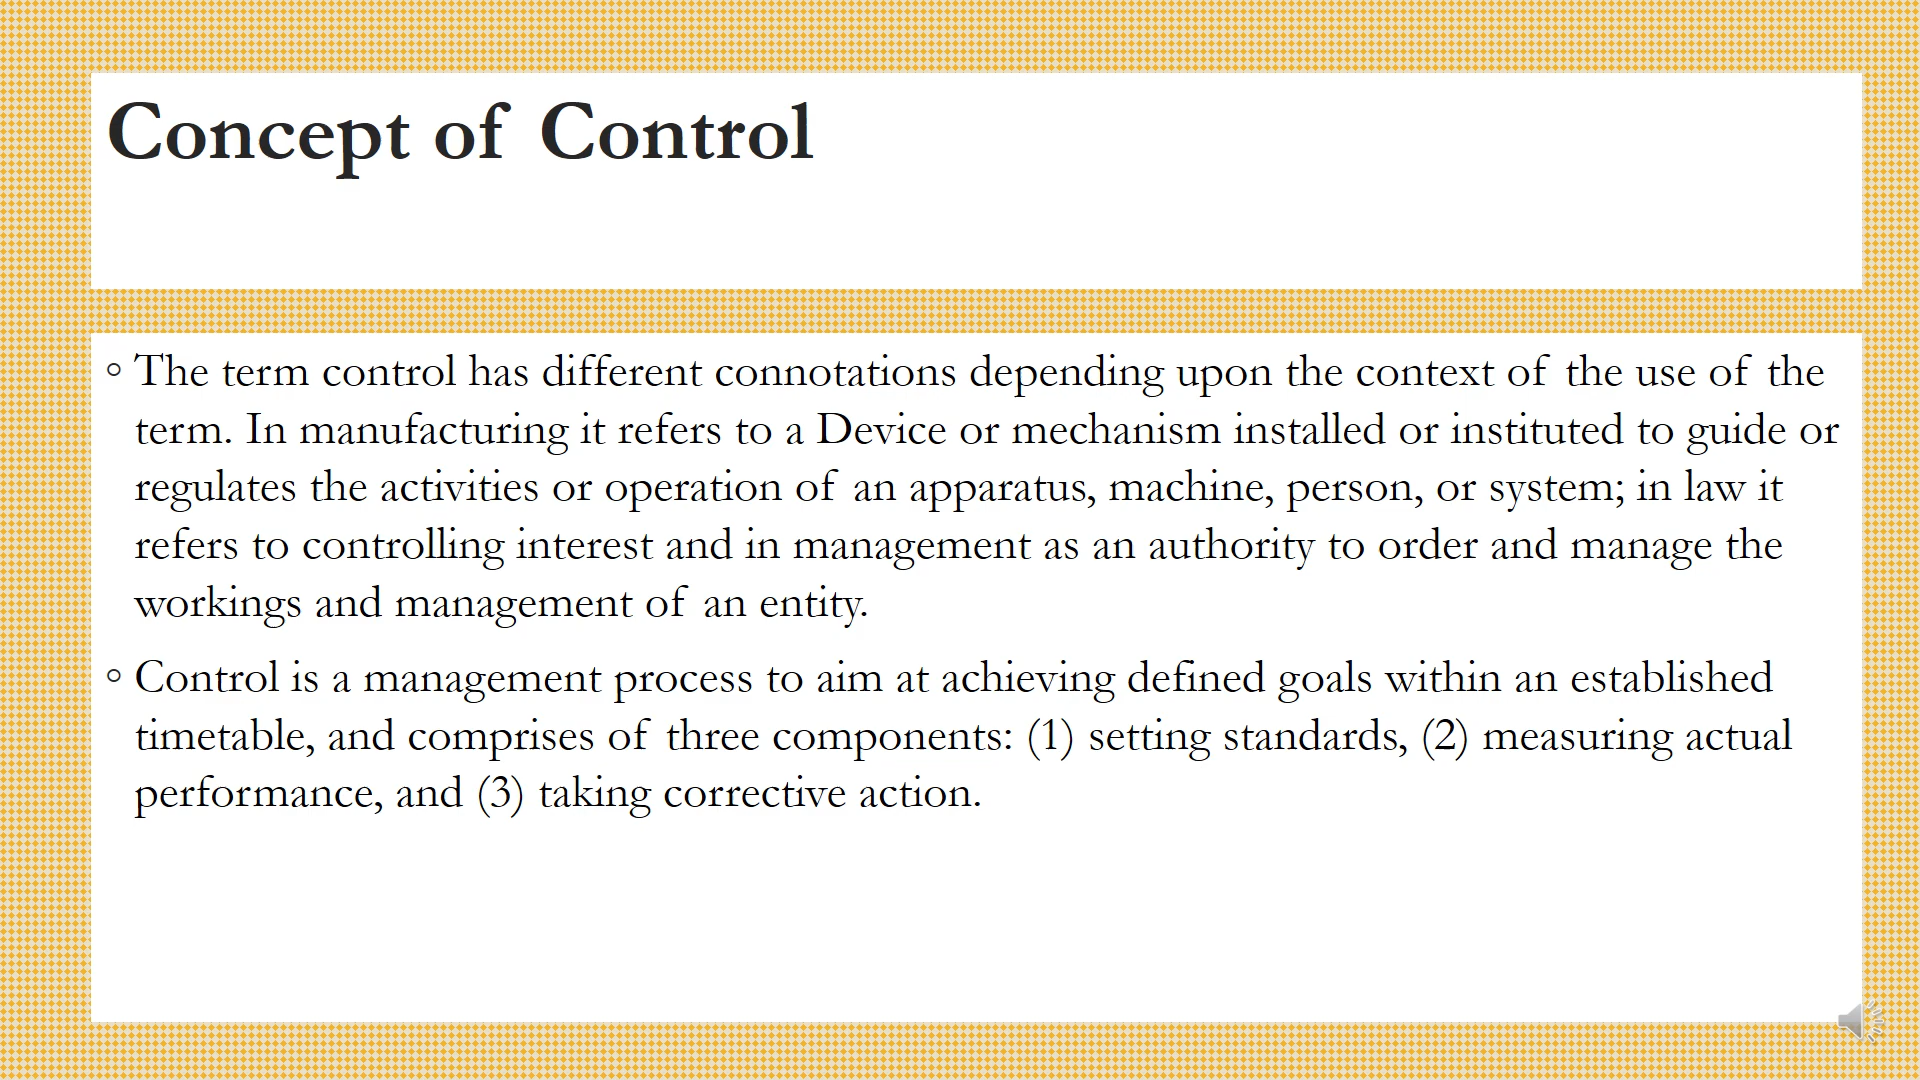 Concept of Control
◦ The term control has different connotations depending upon the context of the use of the
term. In manufacturing it refers to a Device or mechanism installed or instituted to guide or
regulates the activities or operation of an apparatus, machine, person, or system; in law it
refers to controlling interest and in management as an authority to order and manage the
workings and management of an entity.
◦ Control is a management process to aim at achieving defined goals within an established
timetable, and comprises of three components: (1) setting standards, (2) measuring actual
performance, and (3) taking corrective action.